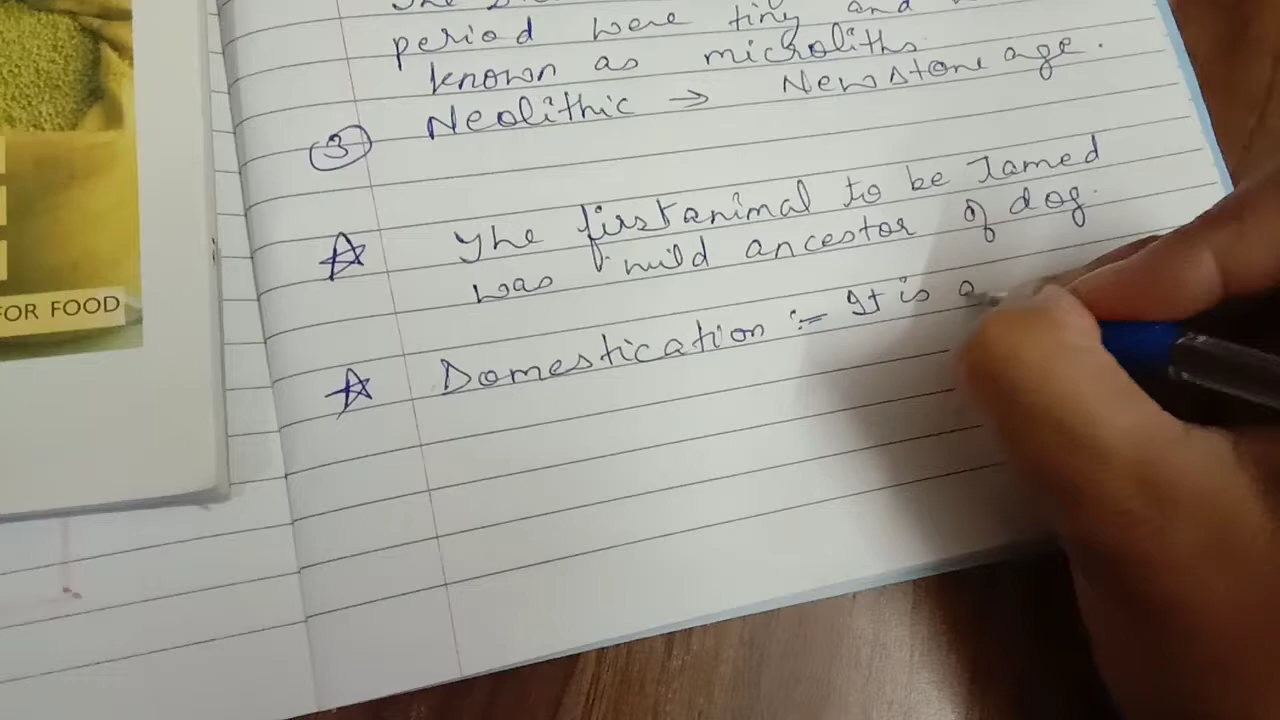 period were tiny and
known as microliths
③ Neolithic → New stone age.
☆ The first animal to be Tamed
was wild ancestor of dog.
☆ Domestication :- It is a
FOR FOOD